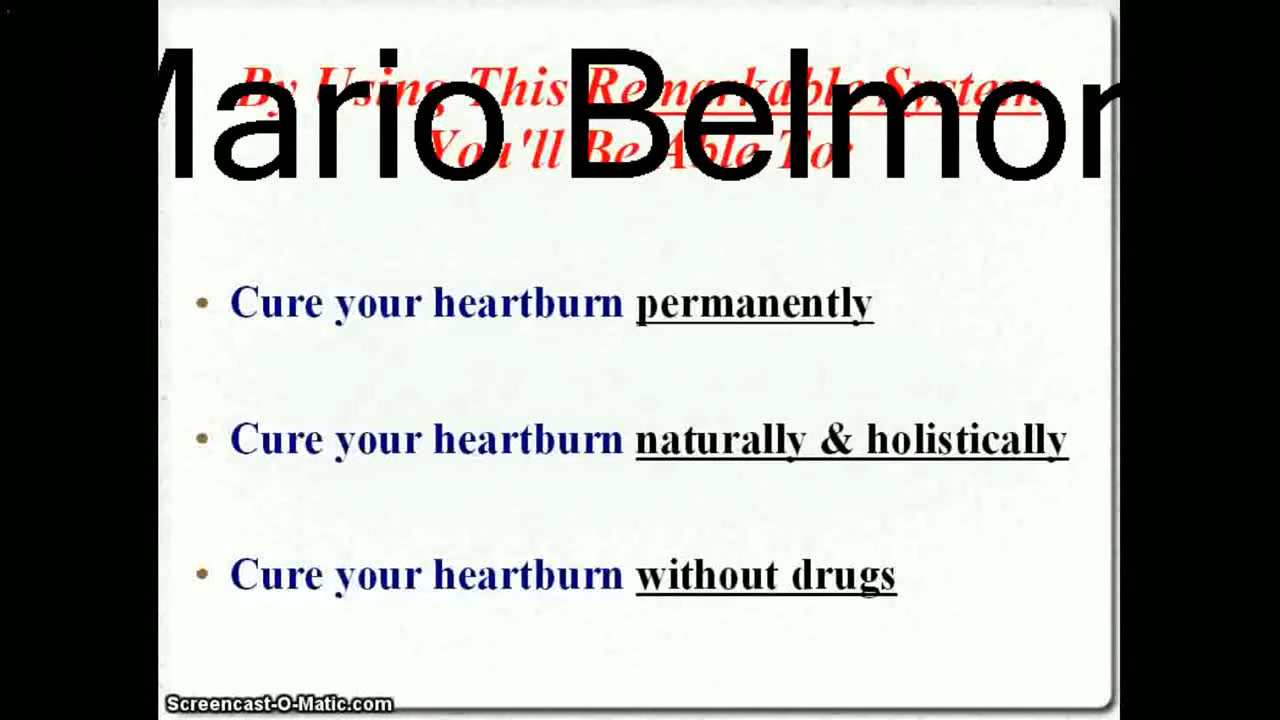 Mario Belmon
By Using This Remarkable System
You'll Be Able To:
• Cure your heartburn permanently
• Cure your heartburn naturally & holistically
• Cure your heartburn without drugs
Screencast-O-Matic.com